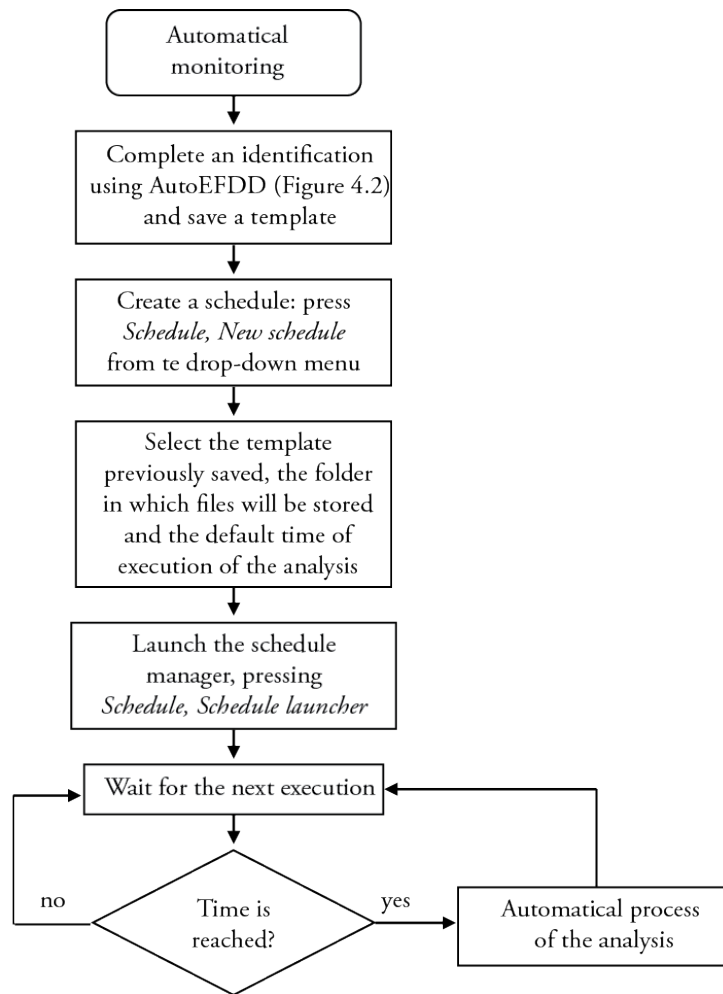 Automatical
monitoring
Complete an identification
using AutoEFDD (Figure 4.2)
and save a template
Create a schedule: press
Schedule, New schedule
from te drop-down menu
Select the template
previously saved, the folder
in which files will be stored
and the default time of
execution of the analysis
Launch the schedule
manager, pressing
Schedule, Schedule launcher
Wait for the next execution
no
Time is
reached?
yes
Automatical process
of the analysis